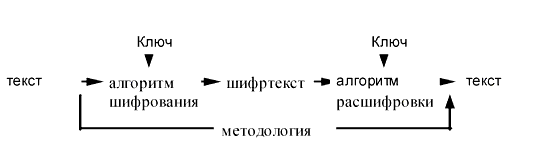 Ключ Ключ
текст алгоритм шифртекст алгоритм текст
шифрования расшифровки
методология